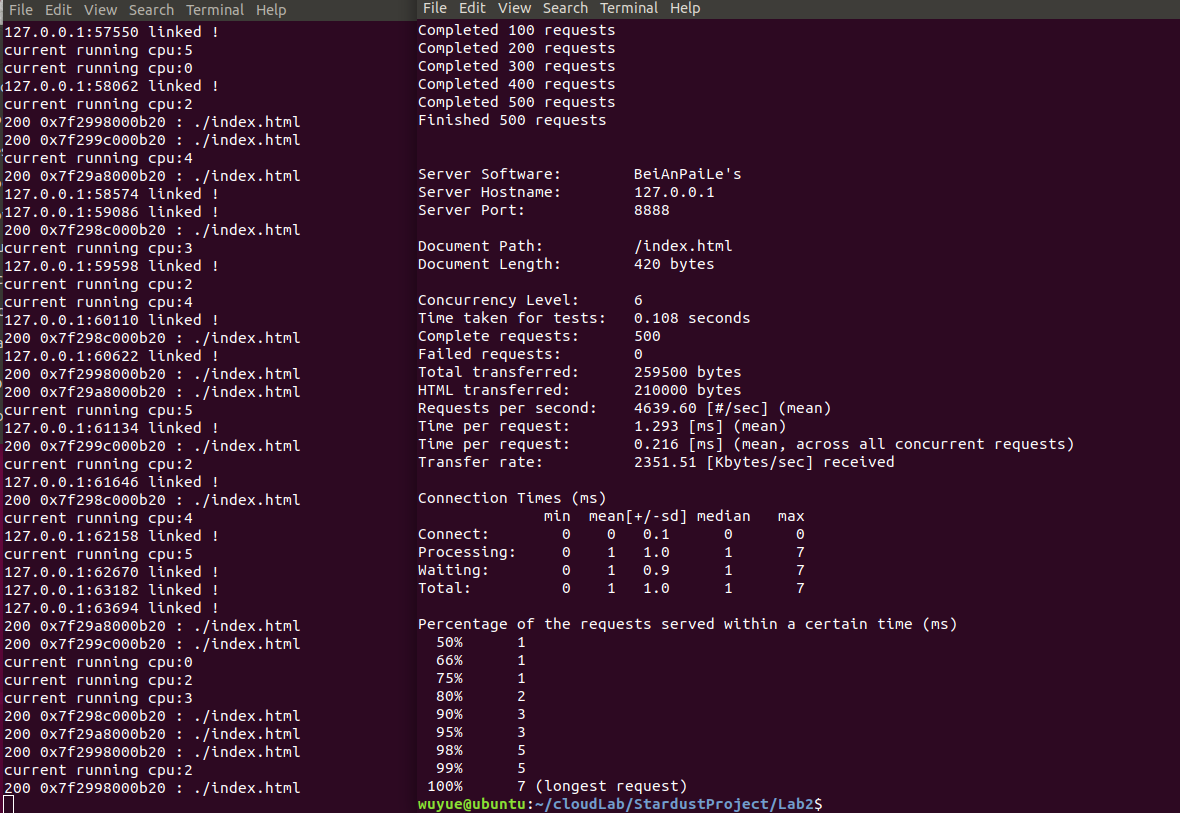 File Edit View Search Terminal Help
127.0.0.1:57550 linked !
current running cpu:5
current running cpu:0
127.0.0.1:58062 linked !
current running cpu:2
200 0x7f2998000b20 : ./index.html
200 0x7f299c000b20 : ./index.html
current running cpu:4
200 0x7f29a8000b20 : ./index.html
127.0.0.1:58574 linked !
127.0.0.1:59086 linked !
200 0x7f298c000b20 : ./index.html
current running cpu:3
127.0.0.1:59598 linked !
current running cpu:2
current running cpu:4
127.0.0.1:60110 linked !
200 0x7f298c000b20 : ./index.html
127.0.0.1:60622 linked !
200 0x7f2998000b20 : ./index.html
200 0x7f29a8000b20 : ./index.html
current running cpu:5
127.0.0.1:61134 linked !
200 0x7f299c000b20 : ./index.html
current running cpu:2
127.0.0.1:61646 linked !
200 0x7f298c000b20 : ./index.html
current running cpu:4
127.0.0.1:62158 linked !
current running cpu:5
127.0.0.1:62670 linked !
127.0.0.1:63182 linked !
127.0.0.1:63694 linked !
200 0x7f29a8000b20 : ./index.html
200 0x7f299c000b20 : ./index.html
current running cpu:0
current running cpu:2
current running cpu:3
200 0x7f298c000b20 : ./index.html
200 0x7f29a8000b20 : ./index.html
200 0x7f2998000b20 : ./index.html
current running cpu:2
200 0x7f2998000b20 : ./index.html
File Edit View Search Terminal Help
Completed 100 requests
Completed 200 requests
Completed 300 requests
Completed 400 requests
Completed 500 requests
Finished 500 requests
Server Software: BeiAnPaiLe's
Server Hostname: 127.0.0.1
Server Port: 8888
Document Path: /index.html
Document Length: 420 bytes
Concurrency Level: 6
Time taken for tests: 0.108 seconds
Complete requests: 500
Failed requests: 0
Total transferred: 259500 bytes
HTML transferred: 210000 bytes
Requests per second: 4639.60 [#/sec] (mean)
Time per request: 1.293 [ms] (mean)
Time per request: 0.216 [ms] (mean, across all concurrent requests)
Transfer rate: 2351.51 [Kbytes/sec] received
Connection Times (ms)
min mean[+/-sd] median max
Connect: 0 0 0.1 0 0
Processing: 0 1 1.0 1 7
Waiting: 0 1 0.9 1 7
Total: 0 1 1.0 1 7
Percentage of the requests served within a certain time (ms)
50% 1
66% 1
75% 1
80% 2
90% 3
95% 3
98% 5
99% 5
100% 7 (longest request)
wuyue@ubuntu:~/cloudLab/StardustProject/Lab2$